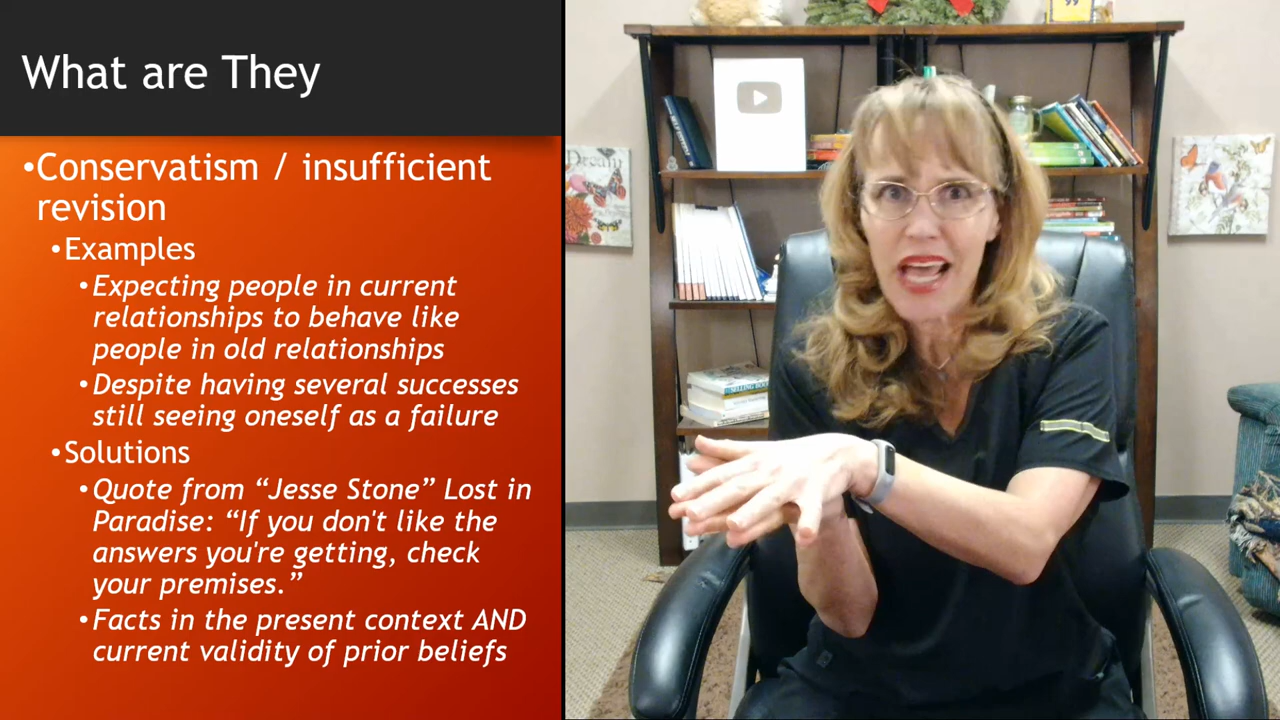 What are They
•Conservatism / insufficient
revision
•Examples
•Expecting people in current
relationships to behave like
people in old relationships
•Despite having several successes
still seeing oneself as a failure
•Solutions
•Quote from “Jesse Stone” Lost in
Paradise: “If you don't like the
answers you're getting, check
your premises.”
•Facts in the present context AND
current validity of prior beliefs
Dream